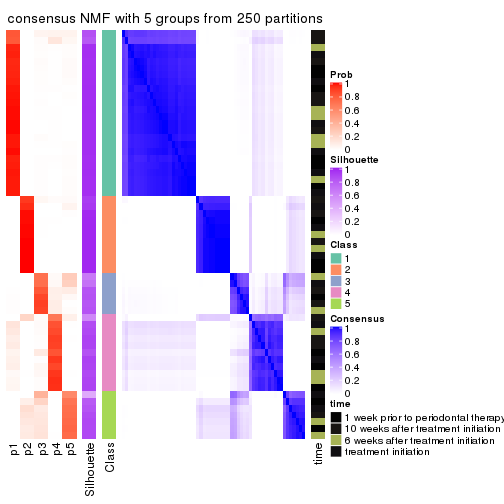 consensus NMF with 5 groups from 250 partitions
Prob
1
0.8
0.6
0.4
0.2
0
Silhouette
1
0.8
0.6
0.4
0.2
0
Class
1
2
3
4
5
Consensus
1
0.8
0.6
0.4
0.2
0
time
1 week prior to periodontal therapy
10 weeks after treatment initiation
6 weeks after treatment initiation
treatment initiation
p1
p2
p3
p4
p5
Silhouette
Class
time